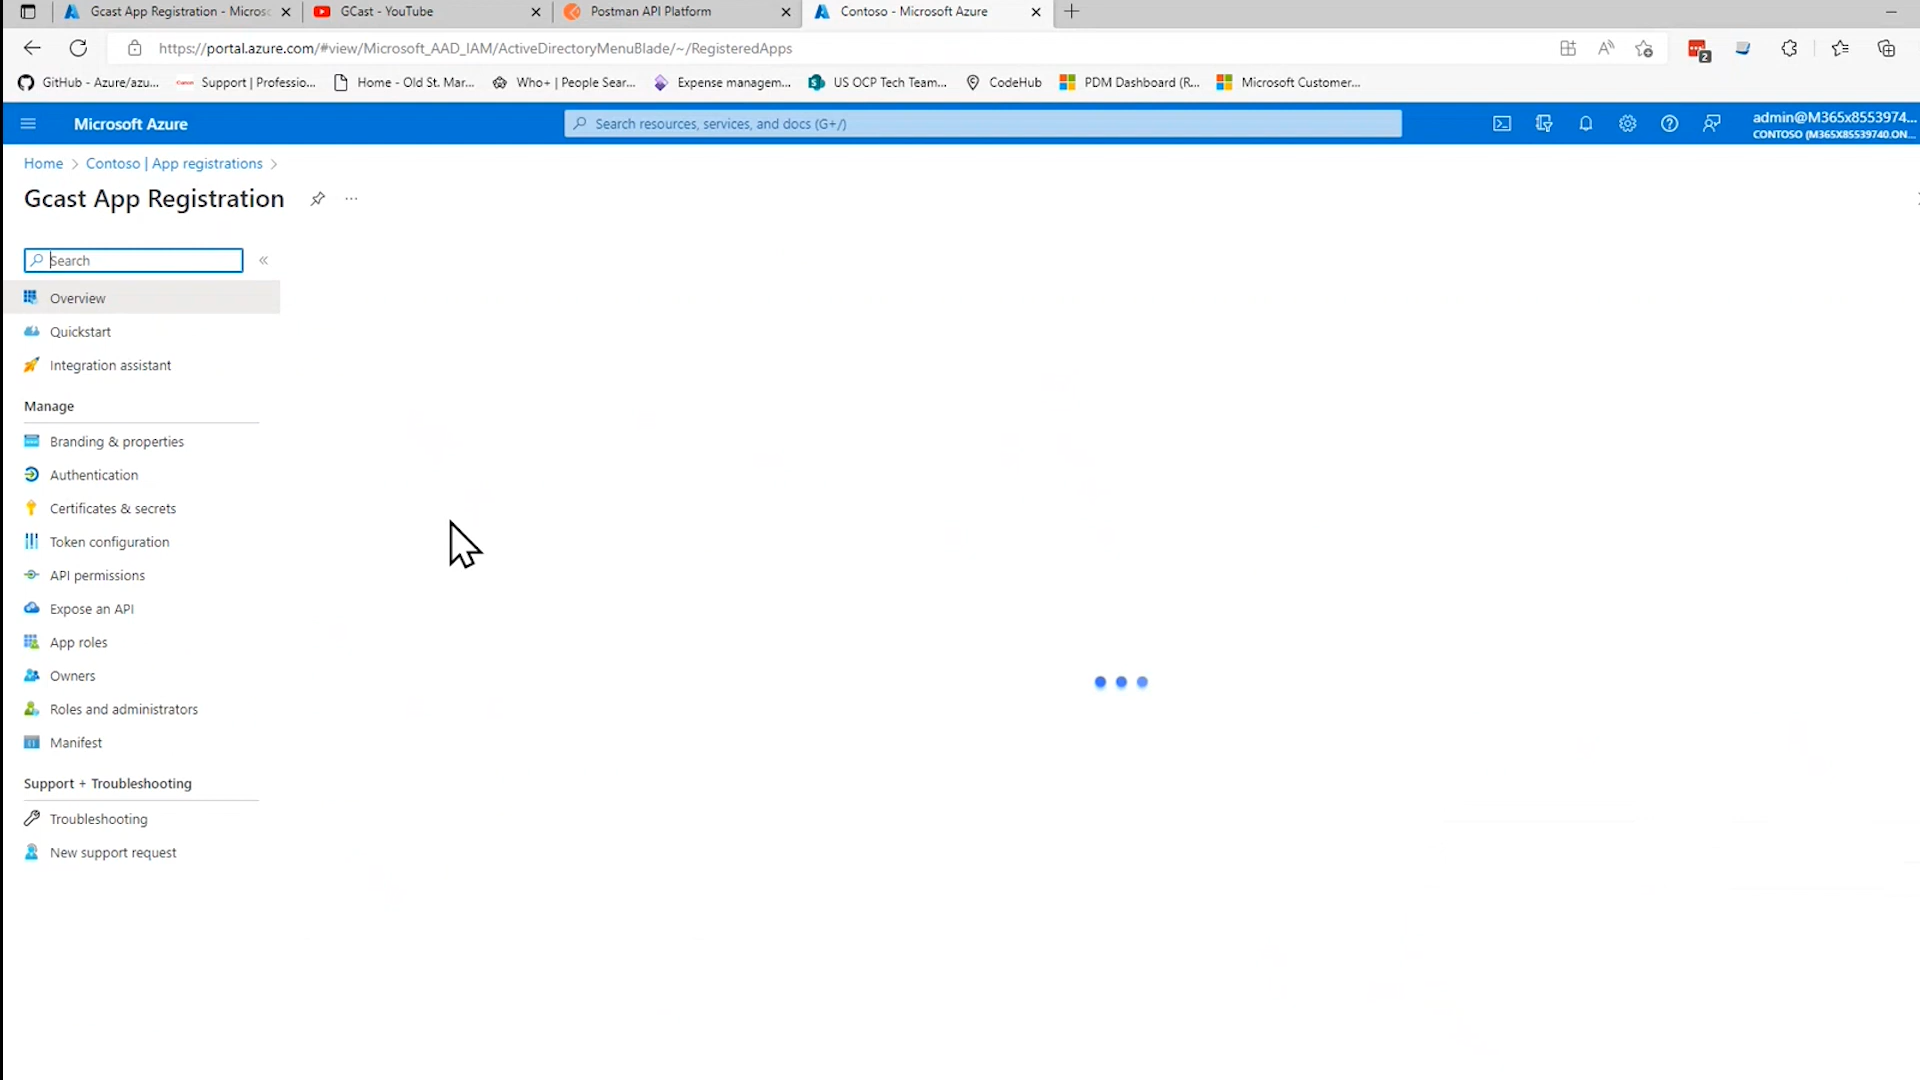 Gcast App Registration - Micros
GCast - YouTube
Postman API Platform
Contoso - Microsoft Azure
https://portal.azure.com/#view/Microsoft_AAD_IAM/ActiveDirectoryMenuBlade/~/RegisteredApps
2
GitHub - Azure/azu...
Support | Professio...
Home - Old St. Mar...
Who+ | People Sear...
Expense managem...
US OCP Tech Team...
CodeHub
PDM Dashboard (R...
Microsoft Customer...
Microsoft Azure
Search resources, services, and docs (G+/)
admin@M365x8553974...
CONTOSO (M365X85539740.ON...
Home > Contoso | App registrations >
Gcast App Registration
Search
Overview
Quickstart
Integration assistant
Manage
Branding & properties
Authentication
Certificates & secrets
Token configuration
API permissions
Expose an API
App roles
Owners
Roles and administrators
Manifest
Support + Troubleshooting
Troubleshooting
New support request